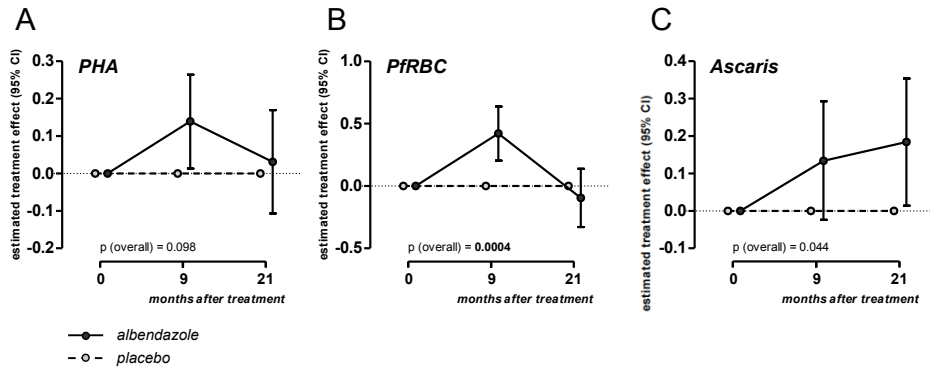 A
B
C
estimated treatment effect (95% CI)
0.3
0.2
0.1
0.0
-0.1
-0.2
PHA
p (overall) = 0.098
0
9
21
months after treatment
estimated treatment effect (95% CI)
1.0
0.5
0.0
-0.5
PfRBC
p (overall) = 0.0004
0
9
21
months after treatment
estimated treatment effect (95% CI)
0.4
0.3
0.2
0.1
0.0
-0.1
Ascaris
p (overall) = 0.044
0
9
21
months after treatment
albendazole
placebo